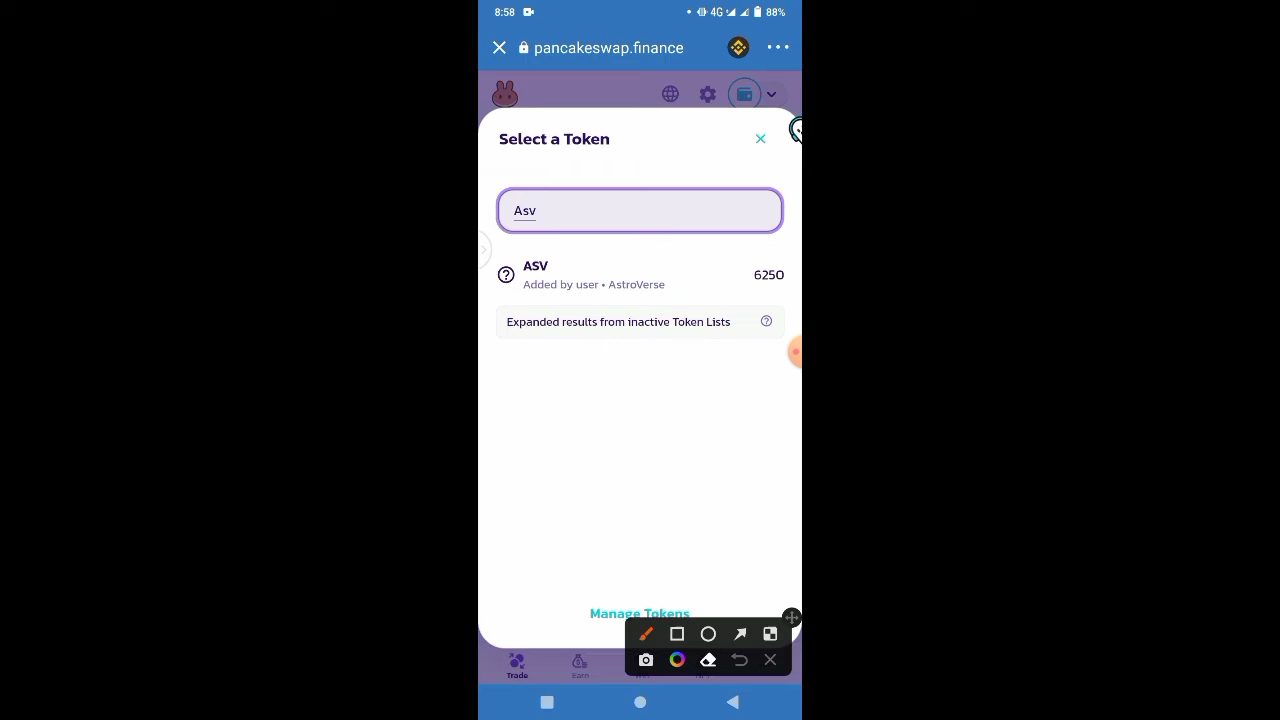 8:58 4G 88%
pancakeswap.finance
Select a Token
Asv
ASV
Added by user • AstroVerse
6250
Expanded results from inactive Token Lists
Manage Tokens
Trade
Earn